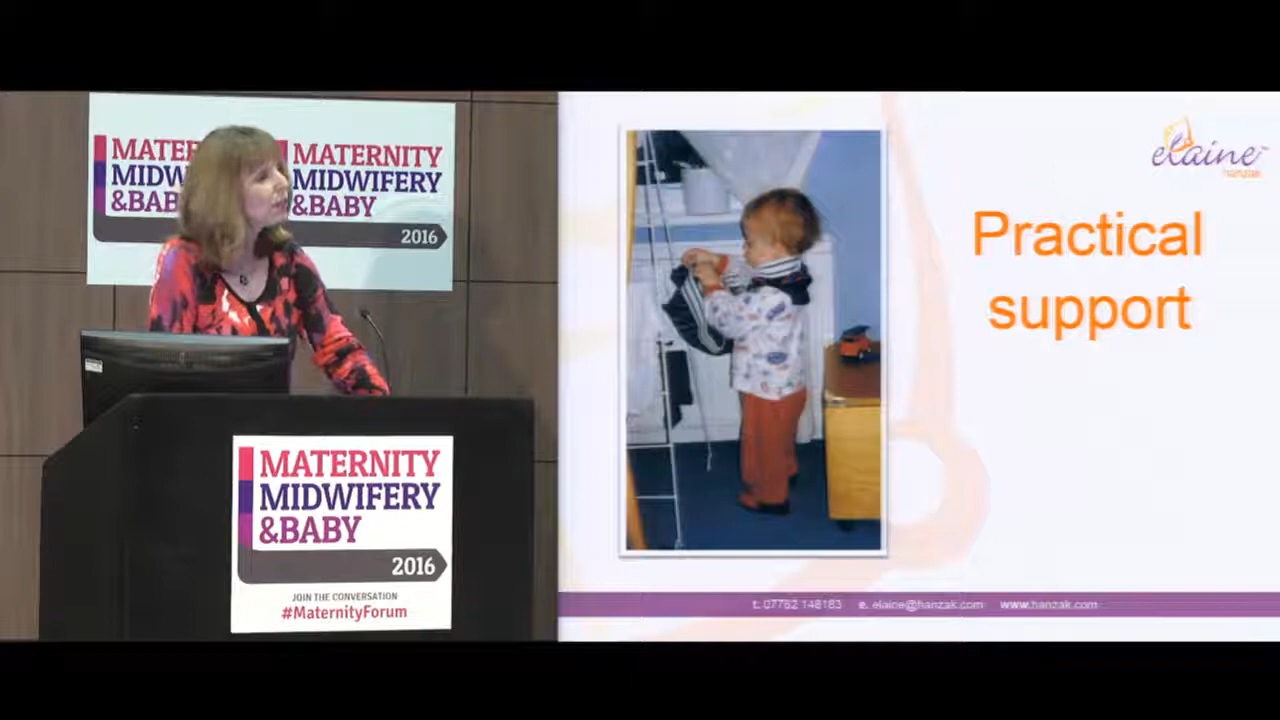 MATERNITY
MIDWIFERY
&BABY
2016
elaine
hanzak
Practical
support
MATERNITY
MIDWIFERY
&BABY
2016
JOIN THE CONVERSATION
#MaternityForum
t. 07762 148183 e. elaine@hanzak.com www.hanzak.com